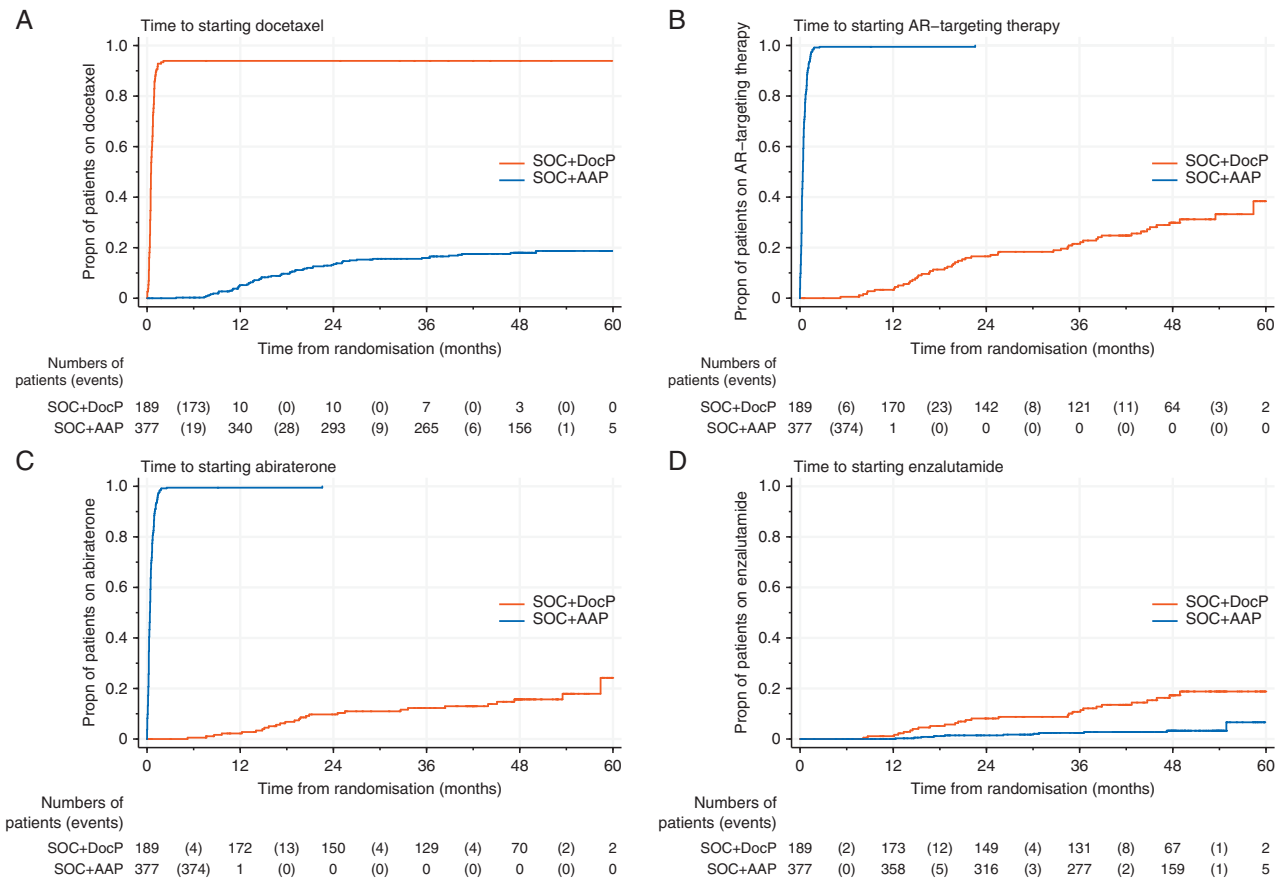 A
Time to starting docetaxel
Propn of patients on docetaxel
1.0
0.8
0.6
0.4
0.2
0
SOC+DocP
SOC+AAP
0 12 24 36 48 60
Time from randomisation (months)
Numbers of
patients (events)
SOC+DocP 189 (173) 10 (0) 10 (0) 7 (0) 3 (0) 0
SOC+AAP 377 (19) 340 (28) 293 (9) 265 (6) 156 (1) 5
B
Time to starting AR−targeting therapy
Propn of patients on AR−targeting therapy
1.0
0.8
0.6
0.4
0.2
0
SOC+DocP
SOC+AAP
0 12 24 36 48 60
Time from randomisation (months)
Numbers of
patients (events)
SOC+DocP 189 (6) 170 (23) 142 (8) 121 (11) 64 (3) 2
SOC+AAP 377 (374) 1 (0) 0 (0) 0 (0) 0 (0) 0
C
Time to starting abiraterone
Propn of patients on abiraterone
1.0
0.8
0.6
0.4
0.2
0
SOC+DocP
SOC+AAP
0 12 24 36 48 60
Time from randomisation (months)
Numbers of
patients (events)
SOC+DocP 189 (4) 172 (13) 150 (4) 129 (4) 70 (2) 2
SOC+AAP 377 (374) 1 (0) 0 (0) 0 (0) 0 (0) 0
D
Time to starting enzalutamide
Propn of patients on enzalutamide
1.0
0.8
0.6
0.4
0.2
0
SOC+DocP
SOC+AAP
0 12 24 36 48 60
Time from randomisation (months)
Numbers of
patients (events)
SOC+DocP 189 (2) 173 (12) 149 (4) 131 (8) 67 (1) 2
SOC+AAP 377 (0) 358 (5) 316 (3) 277 (2) 159 (1) 5